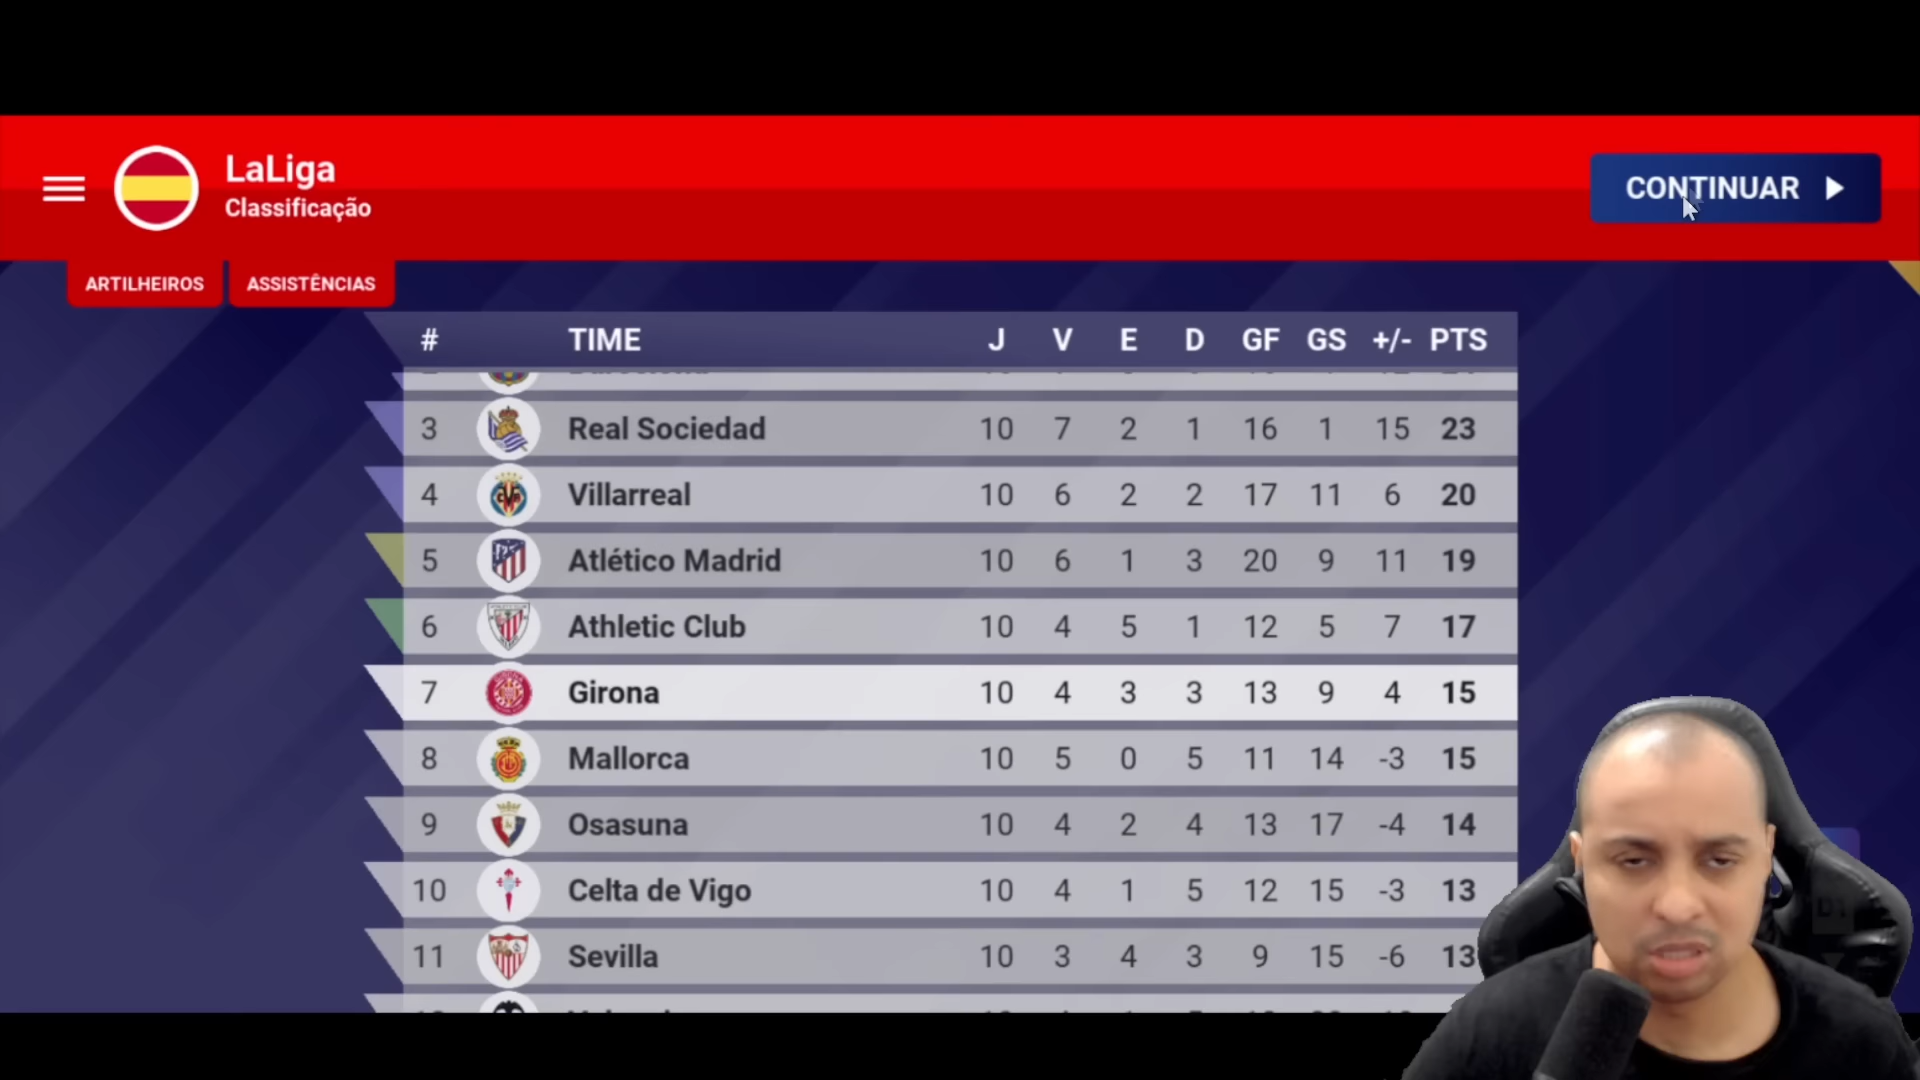 LaLiga
Classificação
CONTINUAR
ARTILHEIROS ASSISTÊNCIAS
# TIME J V E D GF GS +/- PTS
3 Real Sociedad 10 7 2 1 16 1 15 23
4 Villarreal 10 6 2 2 17 11 6 20
5 Atlético Madrid 10 6 1 3 20 9 11 19
6 Athletic Club 10 4 5 1 12 5 7 17
7 Girona 10 4 3 3 13 9 4 15
8 Mallorca 10 5 0 5 11 14 -3 15
9 Osasuna 10 4 2 4 13 17 -4 14
10 Celta de Vigo 10 4 1 5 12 15 -3 13
11 Sevilla 10 3 4 3 9 15 -6 13